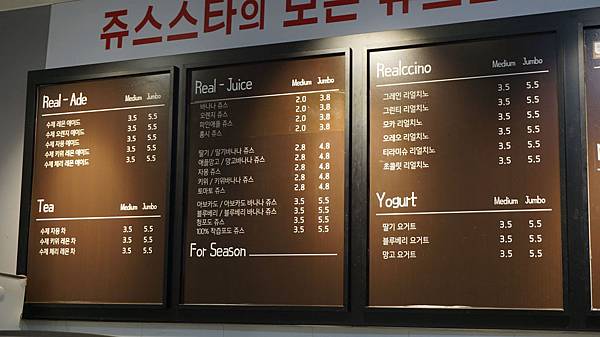 쥬스스타의 모든
Real - Ade Medium Jumbo
수제 레몬 에이드 3.5 5.5
수제 오렌지 에이드 3.5 5.5
수제 자몽 에이드 3.5 5.5
수제 키위 레몬 에이드 3.5 5.5
수제 체리 레몬 에이드 3.5 5.5
Tea Medium Jumbo
수제 자몽 차 3.5 5.5
수제 키위 레몬 차 3.5 5.5
수제 체리 레몬 차 3.5 5.5
Real - Juice Medium Jumbo
바나나 쥬스 2.0 3.8
오렌지 쥬스 2.0 3.8
파인애플 쥬스 2.0 3.8
홍시 쥬스 2.0 3.8
딸기 / 딸기바나나 쥬스 2.8 4.8
애플망고 / 망고바나나 쥬스 2.8 4.8
자몽 쥬스 2.8 4.8
키위 / 키위바나나 쥬스 2.8 4.8
토마토 쥬스 2.8 4.8
아보카도 / 아보카도 바나나 쥬스 3.5 5.5
블루베리 / 블루베리 바나나 쥬스 3.5 5.5
청포도 쥬스 3.5 5.5
100% 착즙포도 쥬스 3.5 5.5
For Season
Realccino Medium Jumbo
그레인 리얼치노 3.5 5.5
그린티 리얼치노 3.5 5.5
모카 리얼치노 3.5 5.5
오레오 리얼치노 3.5 5.5
티라미슈 리얼치노 3.5 5.5
초콜릿 리얼치노 3.5 5.5
Yogurt Medium Jumbo
딸기 요거트 3.5 5.5
블루베리 요거트 3.5 5.5
망고 요거트 3.5 5.5